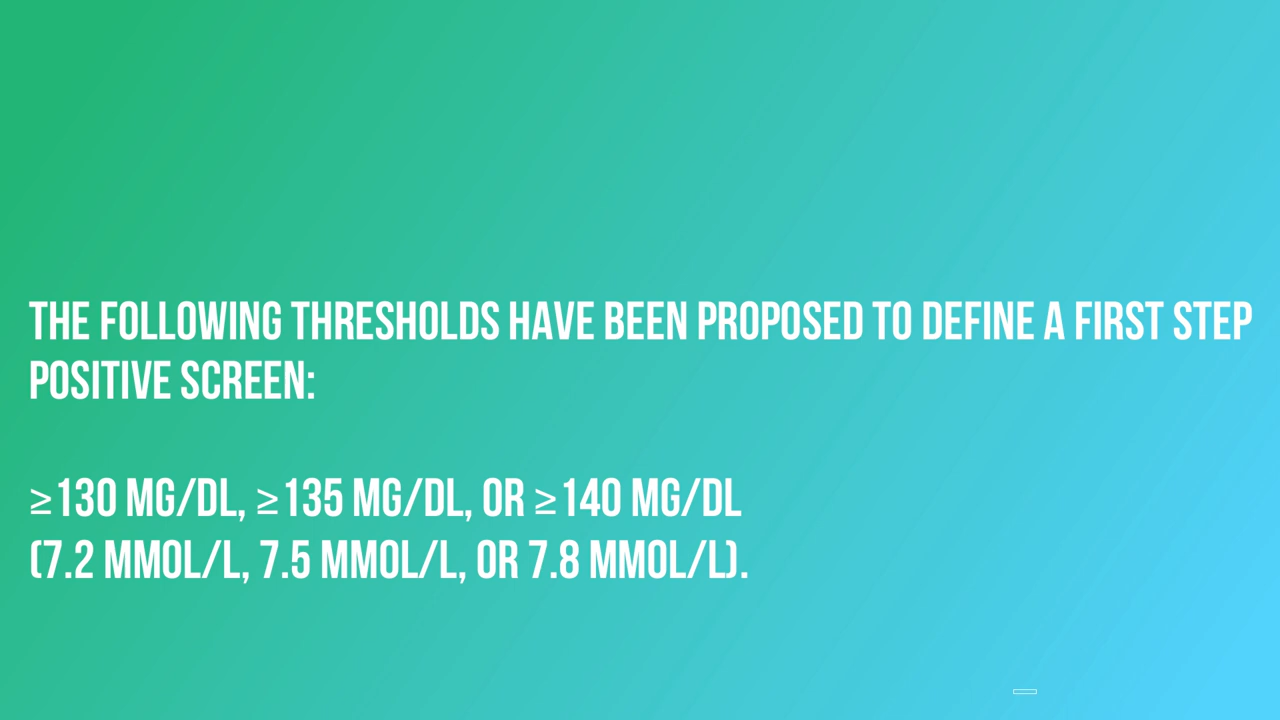 THE FOLLOWING THRESHOLDS HAVE BEEN PROPOSED TO DEFINE A FIRST STEP
POSITIVE SCREEN:
≥130 MG/DL, ≥135 MG/DL, OR ≥140 MG/DL
(7.2 MMOL/L, 7.5 MMOL/L, OR 7.8 MMOL/L).